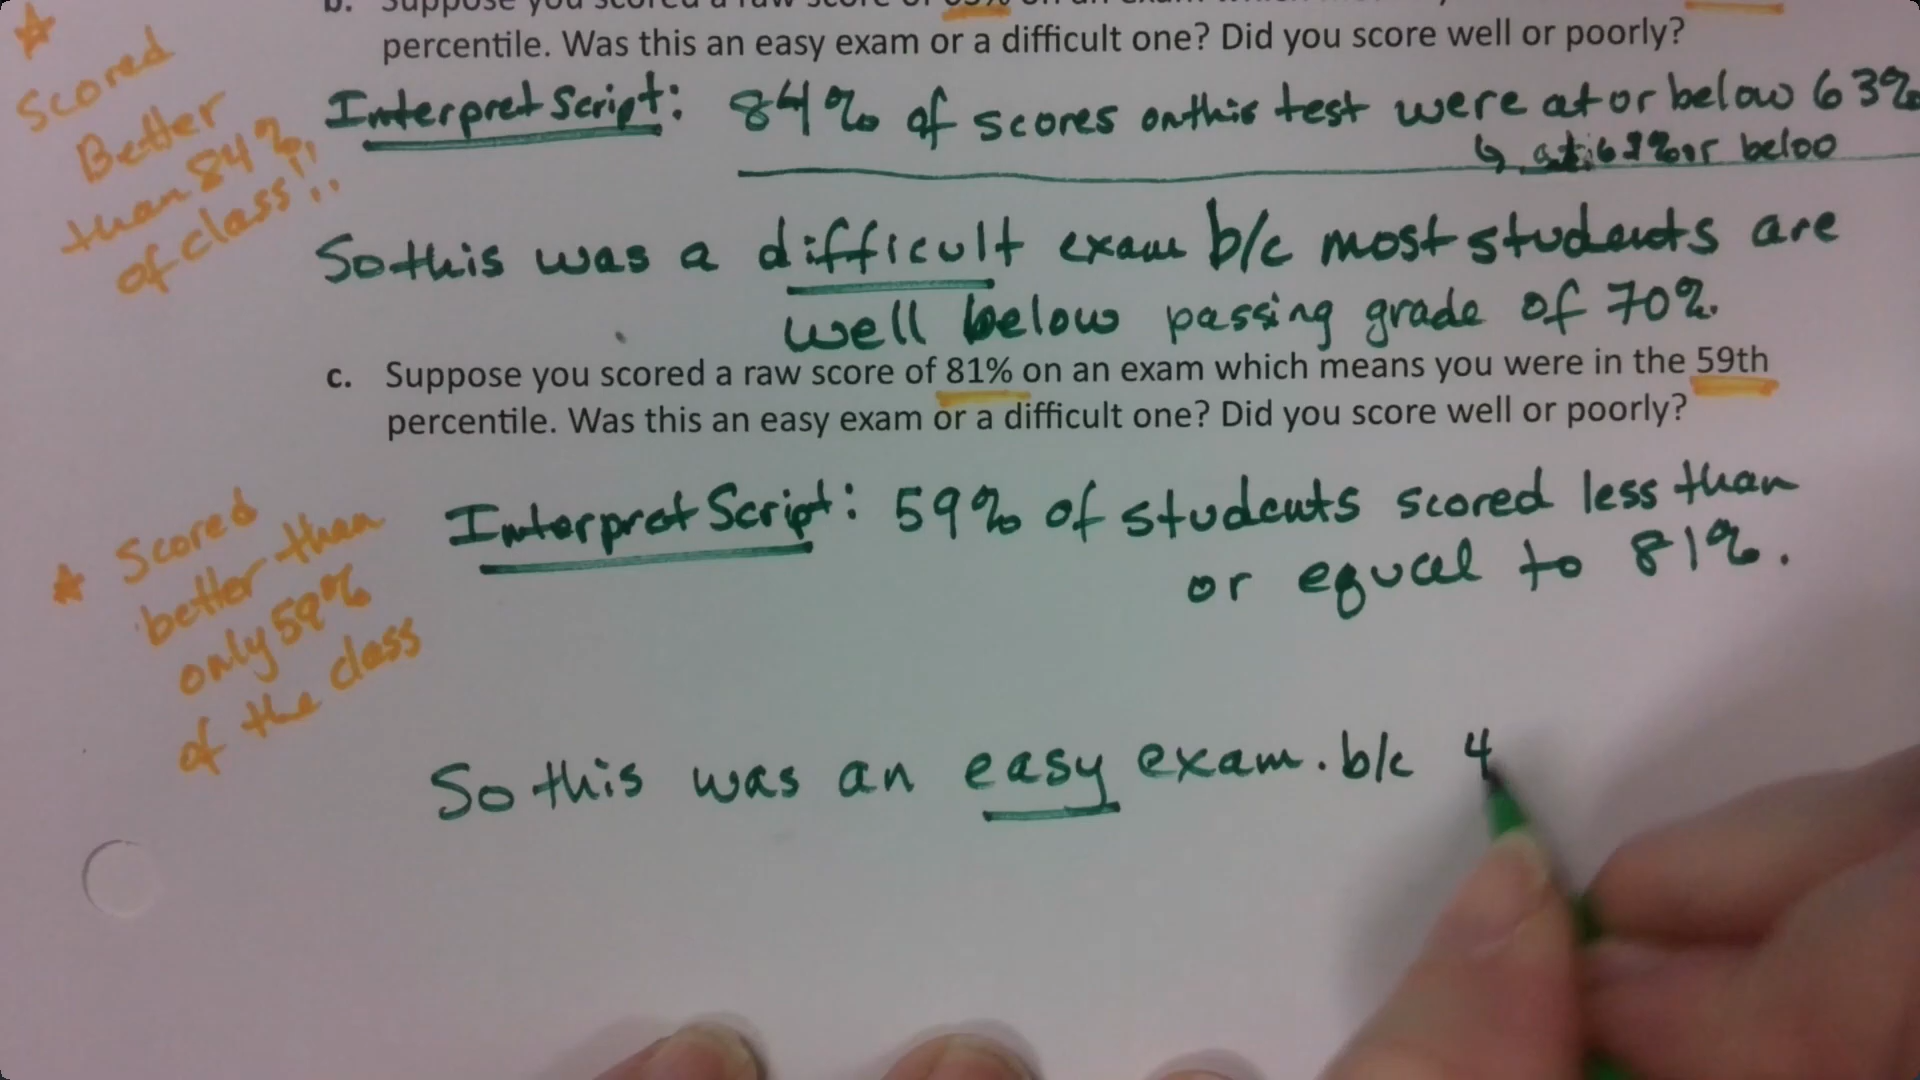 percentile. Was this an easy exam or a difficult one? Did you score well or poorly?
Interpret Script: 84% of scores on this test were at or below 63%
or below
So this was a difficult exam b/c most students are
well below passing grade of 70%.
c. Suppose you scored a raw score of 81% on an exam which means you were in the 59th
percentile. Was this an easy exam or a difficult one? Did you score well or poorly?
Interpret Script: 59% of students scored less than
or equal to 81%.
So this was an easy exam. b/c 4
Scored
Better
than 84%
of class!!
Scored
better than
only 59%
of the class